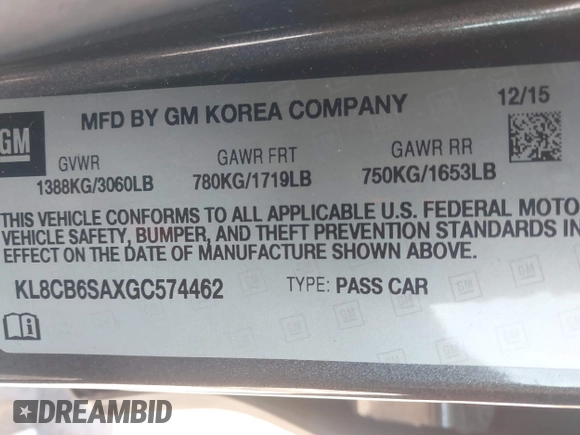 GM
MFD BY GM KOREA COMPANY
12/15
GVWR GAWR FRT GAWR RR
1388KG/3060LB 780KG/1719LB 750KG/1653LB
THIS VEHICLE CONFORMS TO ALL APPLICABLE U.S. FEDERAL MOTO
VEHICLE SAFETY, BUMPER, AND THEFT PREVENTION STANDARDS IN
EFFECT ON THE DATE OF MANUFACTURE SHOWN ABOVE.
KL8CB6SAXGC574462 TYPE: PASS CAR
DREAMBID